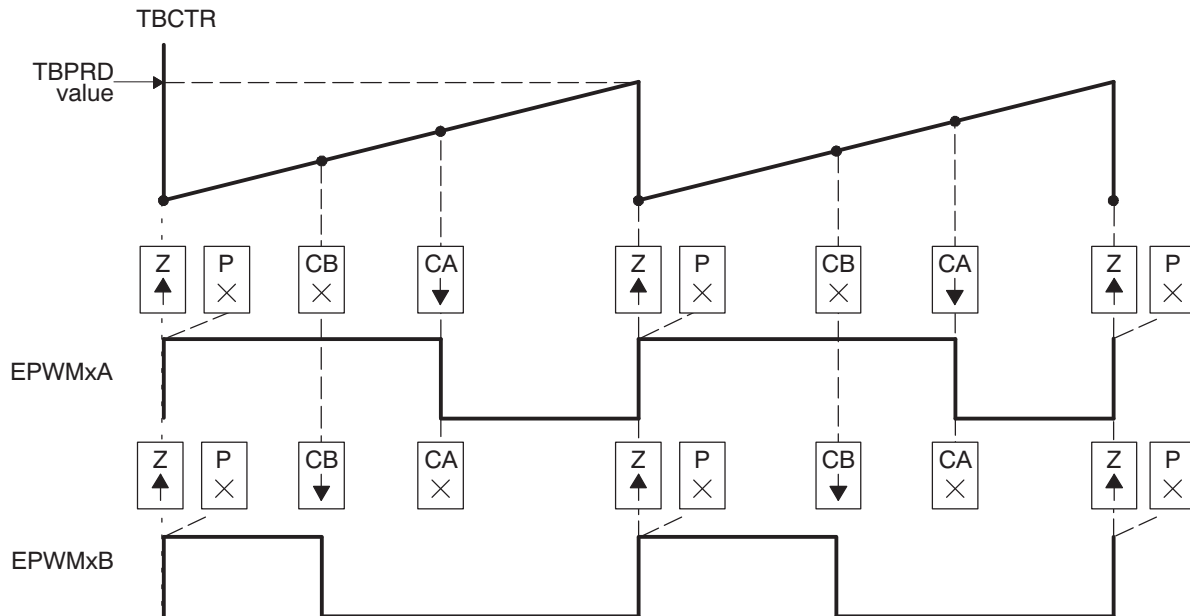 TBCTR
TBPRD
value
Z P CB CA Z P CB CA Z P
EPWMxA
Z P CB CA Z P CB CA Z P
EPWMxB